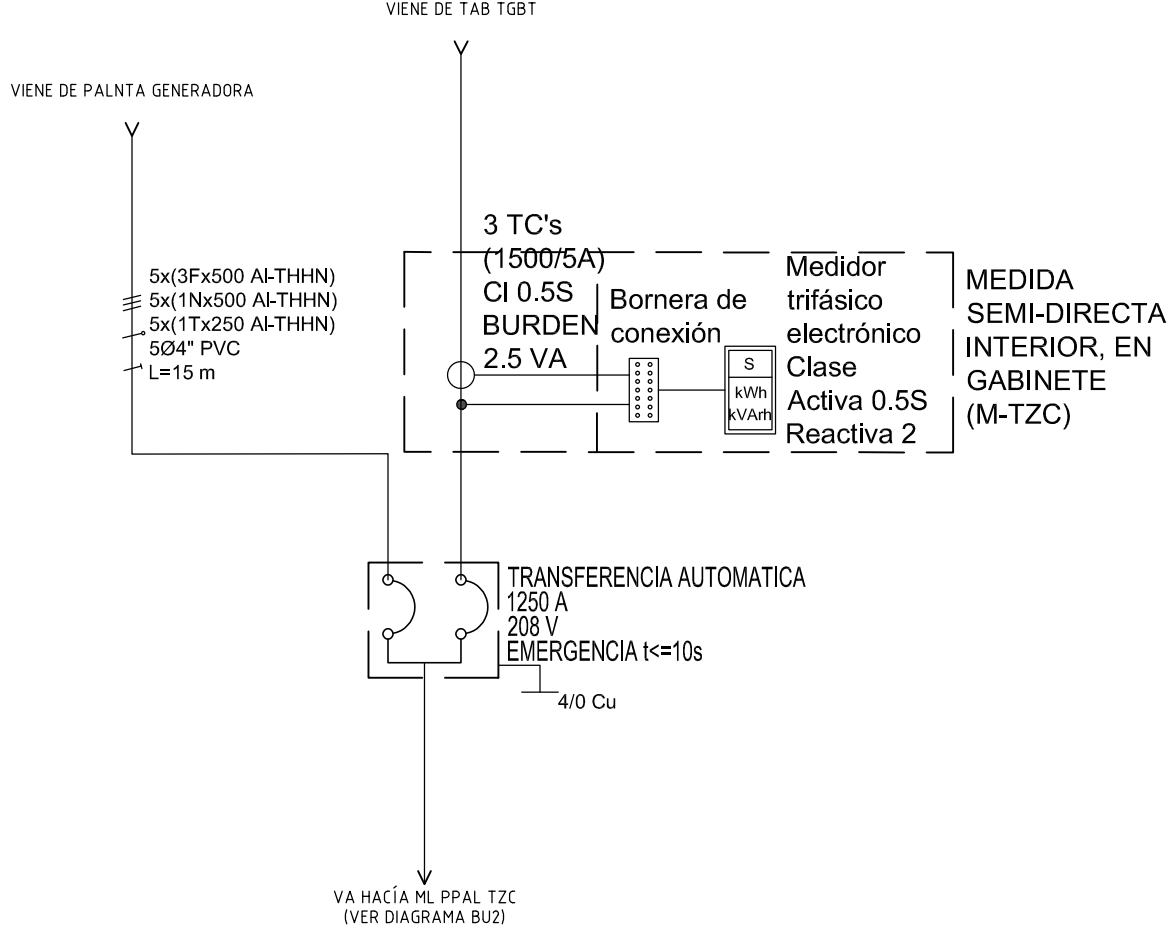 VIENE DE TAB TGBT
VIENE DE PALNTA GENERADORA
5x(3Fx500 Al-THHN)
5x(1Nx500 Al-THHN)
5x(1Tx250 Al-THHN)
5Ø4" PVC
L=15 m
3 TC's
(1500/5A)
Cl 0.5S
BURDEN
2.5 VA
Bornera de
conexión
S
kWh
kVArh
Medidor
trifásico
electrónico
Clase
Activa 0.5S
Reactiva 2
MEDIDA
SEMI-DIRECTA
INTERIOR, EN
GABINETE
(M-TZC)
TRANSFERENCIA AUTOMATICA
1250 A
208 V
EMERGENCIA t<=10s
4/0 Cu
VA HACÍA ML PPAL TZC
(VER DIAGRAMA BU2)